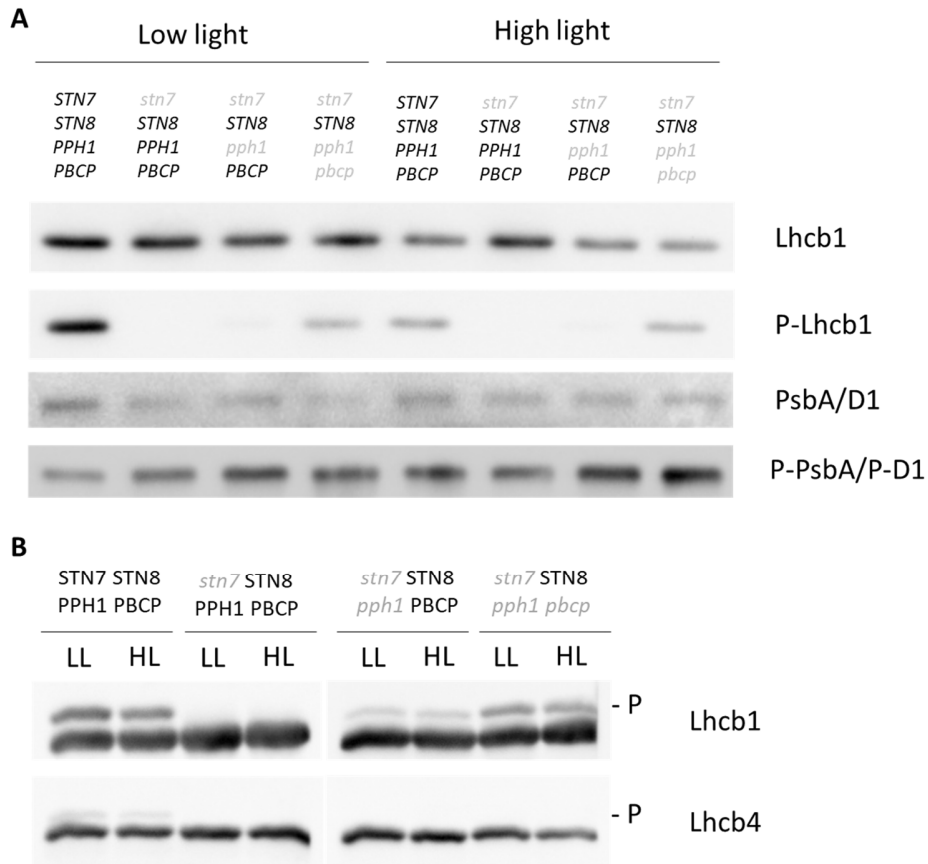 A
Low light
High light
STN7 stn7 stn7 stn7 STN7 stn7 stn7 stn7
STN8 STN8 STN8 STN8 STN8 STN8 STN8 STN8
PPH1 PPH1 pph1 pph1 PPH1 PPH1 pph1 pph1
PBCP PBCP PBCP pbcp PBCP PBCP PBCP pbcp
Lhcb1
P-Lhcb1
PsbA/D1
P-PsbA/P-D1
B
STN7 STN8 stn7 STN8 stn7 STN8 stn7 STN8
PPH1 PBCP PPH1 PBCP pph1 PBCP pph1 pbcp
LL HL LL HL LL HL LL HL
- P
Lhcb1
- P
Lhcb4